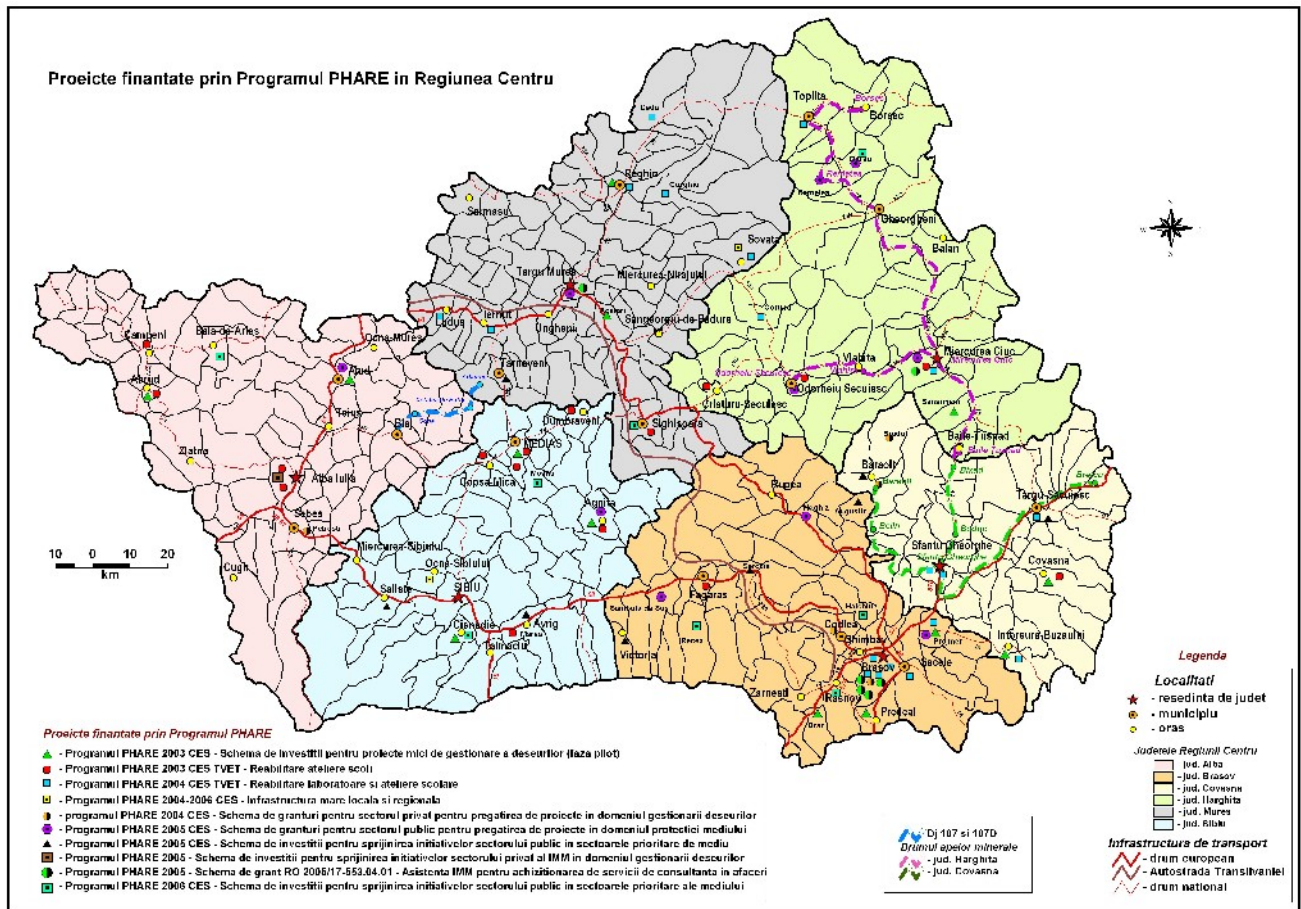 Proeicte finantate prin Programul PHARE in Regiunea Centru
Toplita
Borsec
Borsec
Remetea
Gheorgheni
Balan
Reghin
Gurghiu
Sarmasu
Sovata
Targu Mures
Miercurea-Nirajului
Sangeorgiu-de-Padure
Ludus
Iernut
Ungheni
Tarnaveni
Campeni
Baia-de-Aries
Ocna-Mures
Abrud
Aiud
Teius
Blaj
Zlatna
Alba Iulia
Sebes
Petresti
Cugir
Miercurea Ciuc
Vlahita
Odorheiu Secuiesc
Cristuru-Secuiesc
Sighisoara
Dumbraveni
MEDIAS
Copsa-Mica
Agnita
Miercurea-Sibiului
Ocna-Sibiului
Saliste
SIBIU
Cisnadie
Avrig
Talmaciu
Baile-Tusnad
Baraolt
Targu-Secuiesc
Sfantu Gheorghe
Covasna
Intorsura-Buzaului
Rupea
Hoghiz
Fagaras
Victoria
Recea
Codlea
Ghimbav
Brasov
Sacele
Prejmer
Rasnov
Zarnesti
Bran
Predeal
10 0 10 20
km
Legenda
Localitati
- resedinta de judet
- municipiu
- oras
Judetele Regiunii Centru
- jud. Alba
- jud. Brasov
- jud. Covasna
- jud. Harghita
- jud. Mures
- jud. Sibiu
Infrastructura de transport
- drum european
- Autostrada Transilvaniei
- drum national
Dj 107 si 107D
Drumul apelor minerale
- jud. Harghita
- jud. Covasna
Proeicte finantate prin Programul PHARE
- Programul PHARE 2003 CES - Schema de investitii pentru proiecte mici de gestionare a deseurilor (faza pilot)
- Programul PHARE 2003 CES TVET - Reabilitare ateliere scoli
- Programul PHARE 2004 CES TVET - Reabilitare laboratoare si ateliere scolare
- Programul PHARE 2004-2006 CES - Infrastructura mare locala si regionala
- programul PHARE 2004 CES - Schema de granturi pentru sectorul privat pentru pregatirea de proiecte in domeniul gestionarii deseurilor
- Programul PHARE 2005 CES - Schema de granturi pentru sectorul public pentru pregatirea de proiecte in domeniul protectiei mediului
- Programul PHARE 2005 CES - Schema de investitii pentru sprijinirea initiativelor sectorului public in sectoarele prioritare de mediu
- Programul PHARE 2005 - Schema de investitii pentru sprijinirea initiativelor sectorului privat al IMM in domeniul gestionarii deseurilor
- Programul PHARE 2005 - Schema de grant RO 2005/17-553.04.01 - Asistenta IMM pentru achizitionarea de servicii de consultanta in afaceri
- Programul PHARE 2006 CES - Schema de investitii pentru sprijinirea initiativelor sectorului public in sectoarele prioritare ale mediului